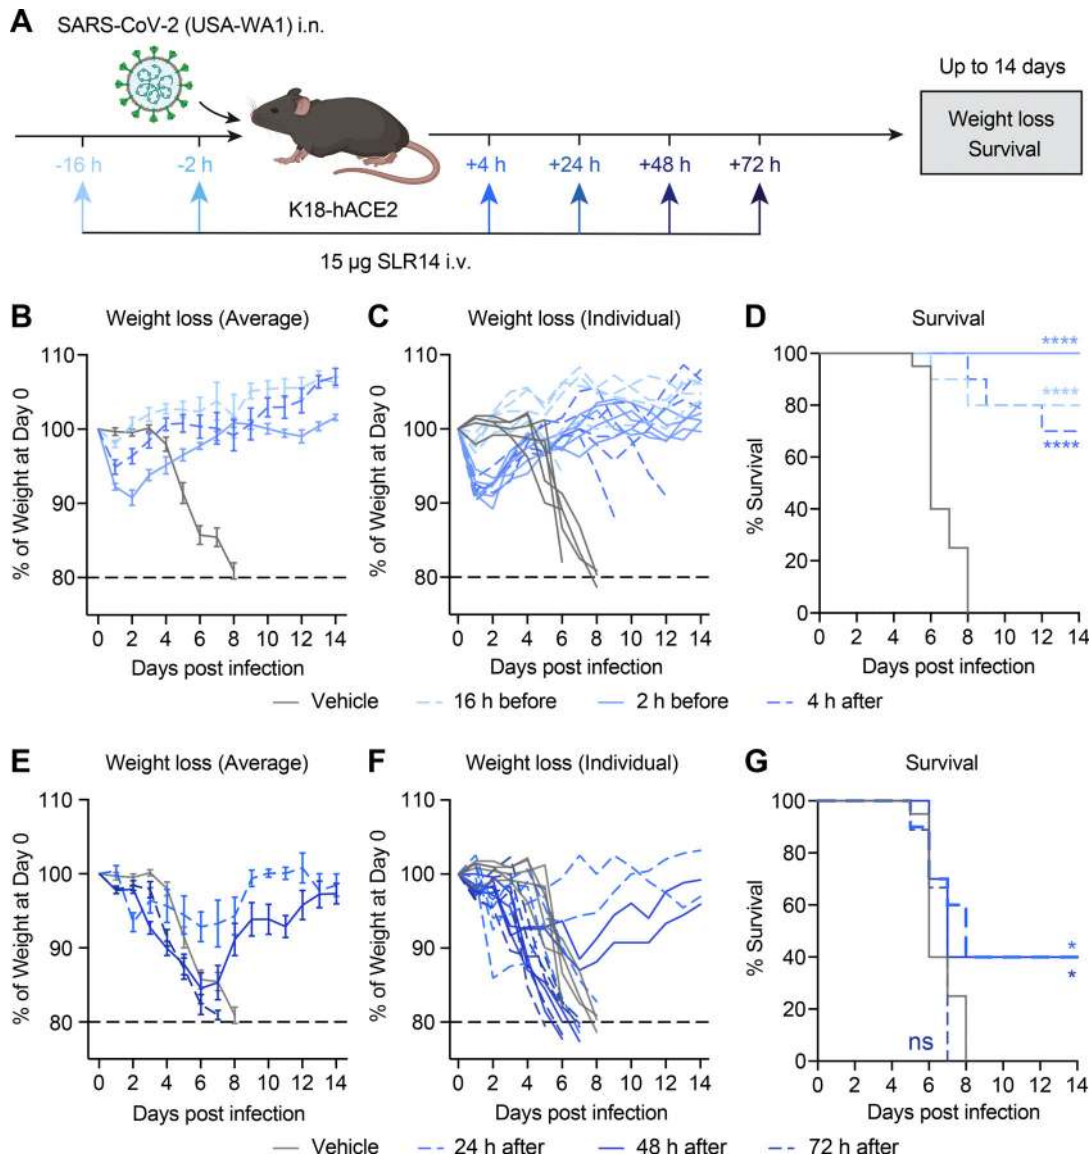 A SARS-CoV-2 (USA-WA1) i.n.
Up to 14 days
Weight loss
Survival
-16 h -2 h +4 h +24 h +48 h +72 h
K18-hACE2
15 µg SLR14 i.v.
B Weight loss (Average)
% of Weight at Day 0
110
100
90
80
0 2 4 6 8 10 12 14
Days post infection
C Weight loss (Individual)
% of Weight at Day 0
110
100
90
80
0 2 4 6 8 10 12 14
Days post infection
D Survival
% Survival
100
80
60
40
20
0
****
****
****
0 2 4 6 8 10 12 14
Days post infection
Vehicle 16 h before 2 h before 4 h after
E Weight loss (Average)
% of Weight at Day 0
110
100
90
80
0 2 4 6 8 10 12 14
Days post infection
F Weight loss (Individual)
% of Weight at Day 0
110
100
90
80
0 2 4 6 8 10 12 14
Days post infection
G Survival
% Survival
100
80
60
40
20
0
*
*
ns
0 2 4 6 8 10 12 14
Days post infection
Vehicle 24 h after 48 h after 72 h after